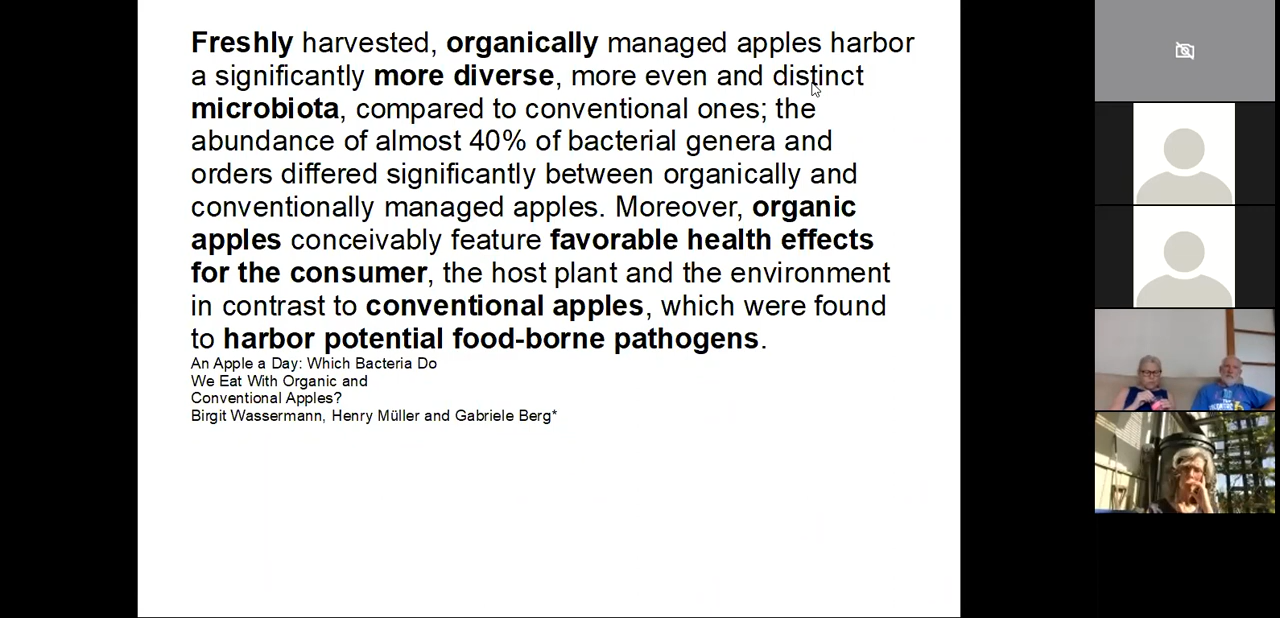 Freshly harvested, organically managed apples harbor
a significantly more diverse, more even and distinct
microbiota, compared to conventional ones; the
abundance of almost 40% of bacterial genera and
orders differed significantly between organically and
conventionally managed apples. Moreover, organic
apples conceivably feature favorable health effects
for the consumer, the host plant and the environment
in contrast to conventional apples, which were found
to harbor potential food-borne pathogens.
An Apple a Day: Which Bacteria Do
We Eat With Organic and
Conventional Apples?
Birgit Wassermann, Henry Müller and Gabriele Berg*